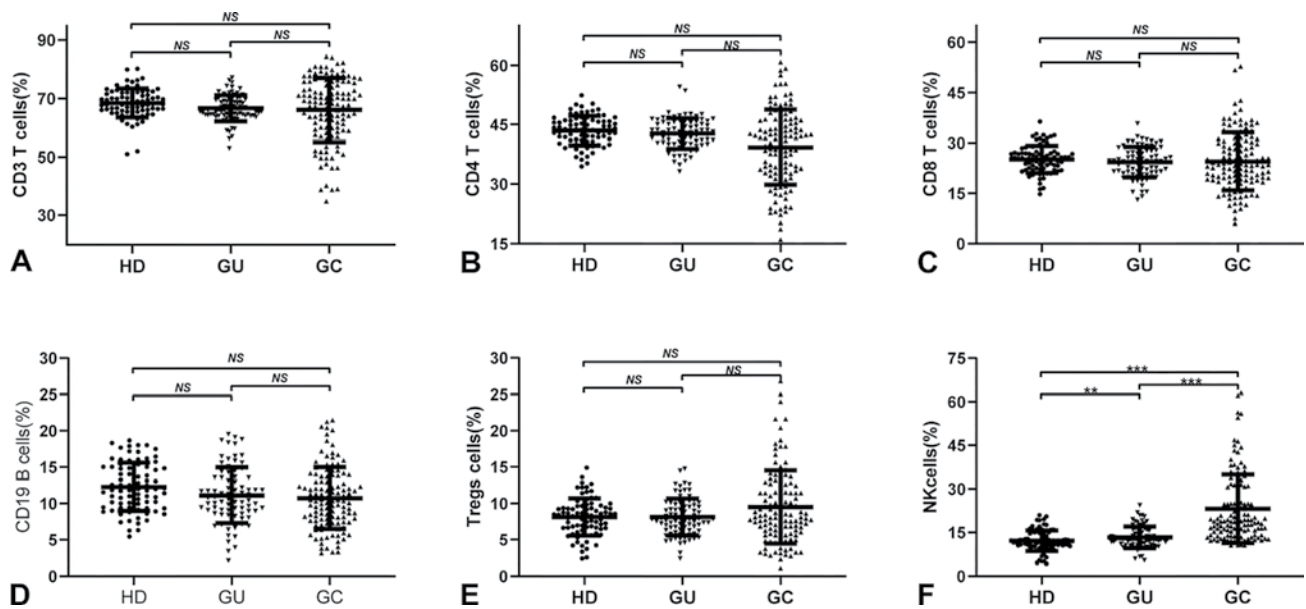 NS
NS NS
CD3 T cells(%)
90
70
50
30
HD GU GC
A
NS
NS NS
CD4 T cells(%)
60
45
30
15
HD GU GC
B
NS
NS NS
CD8 T cells(%)
60
45
30
15
0
HD GU GC
C
NS
NS NS
CD19 B cells(%)
30
25
20
15
10
5
0
HD GU GC
D
NS
NS NS
Tregs cells(%)
30
25
20
15
10
5
0
HD GU GC
E
***
** ***
NKcells(%)
75
60
45
30
15
0
HD GU GC
F